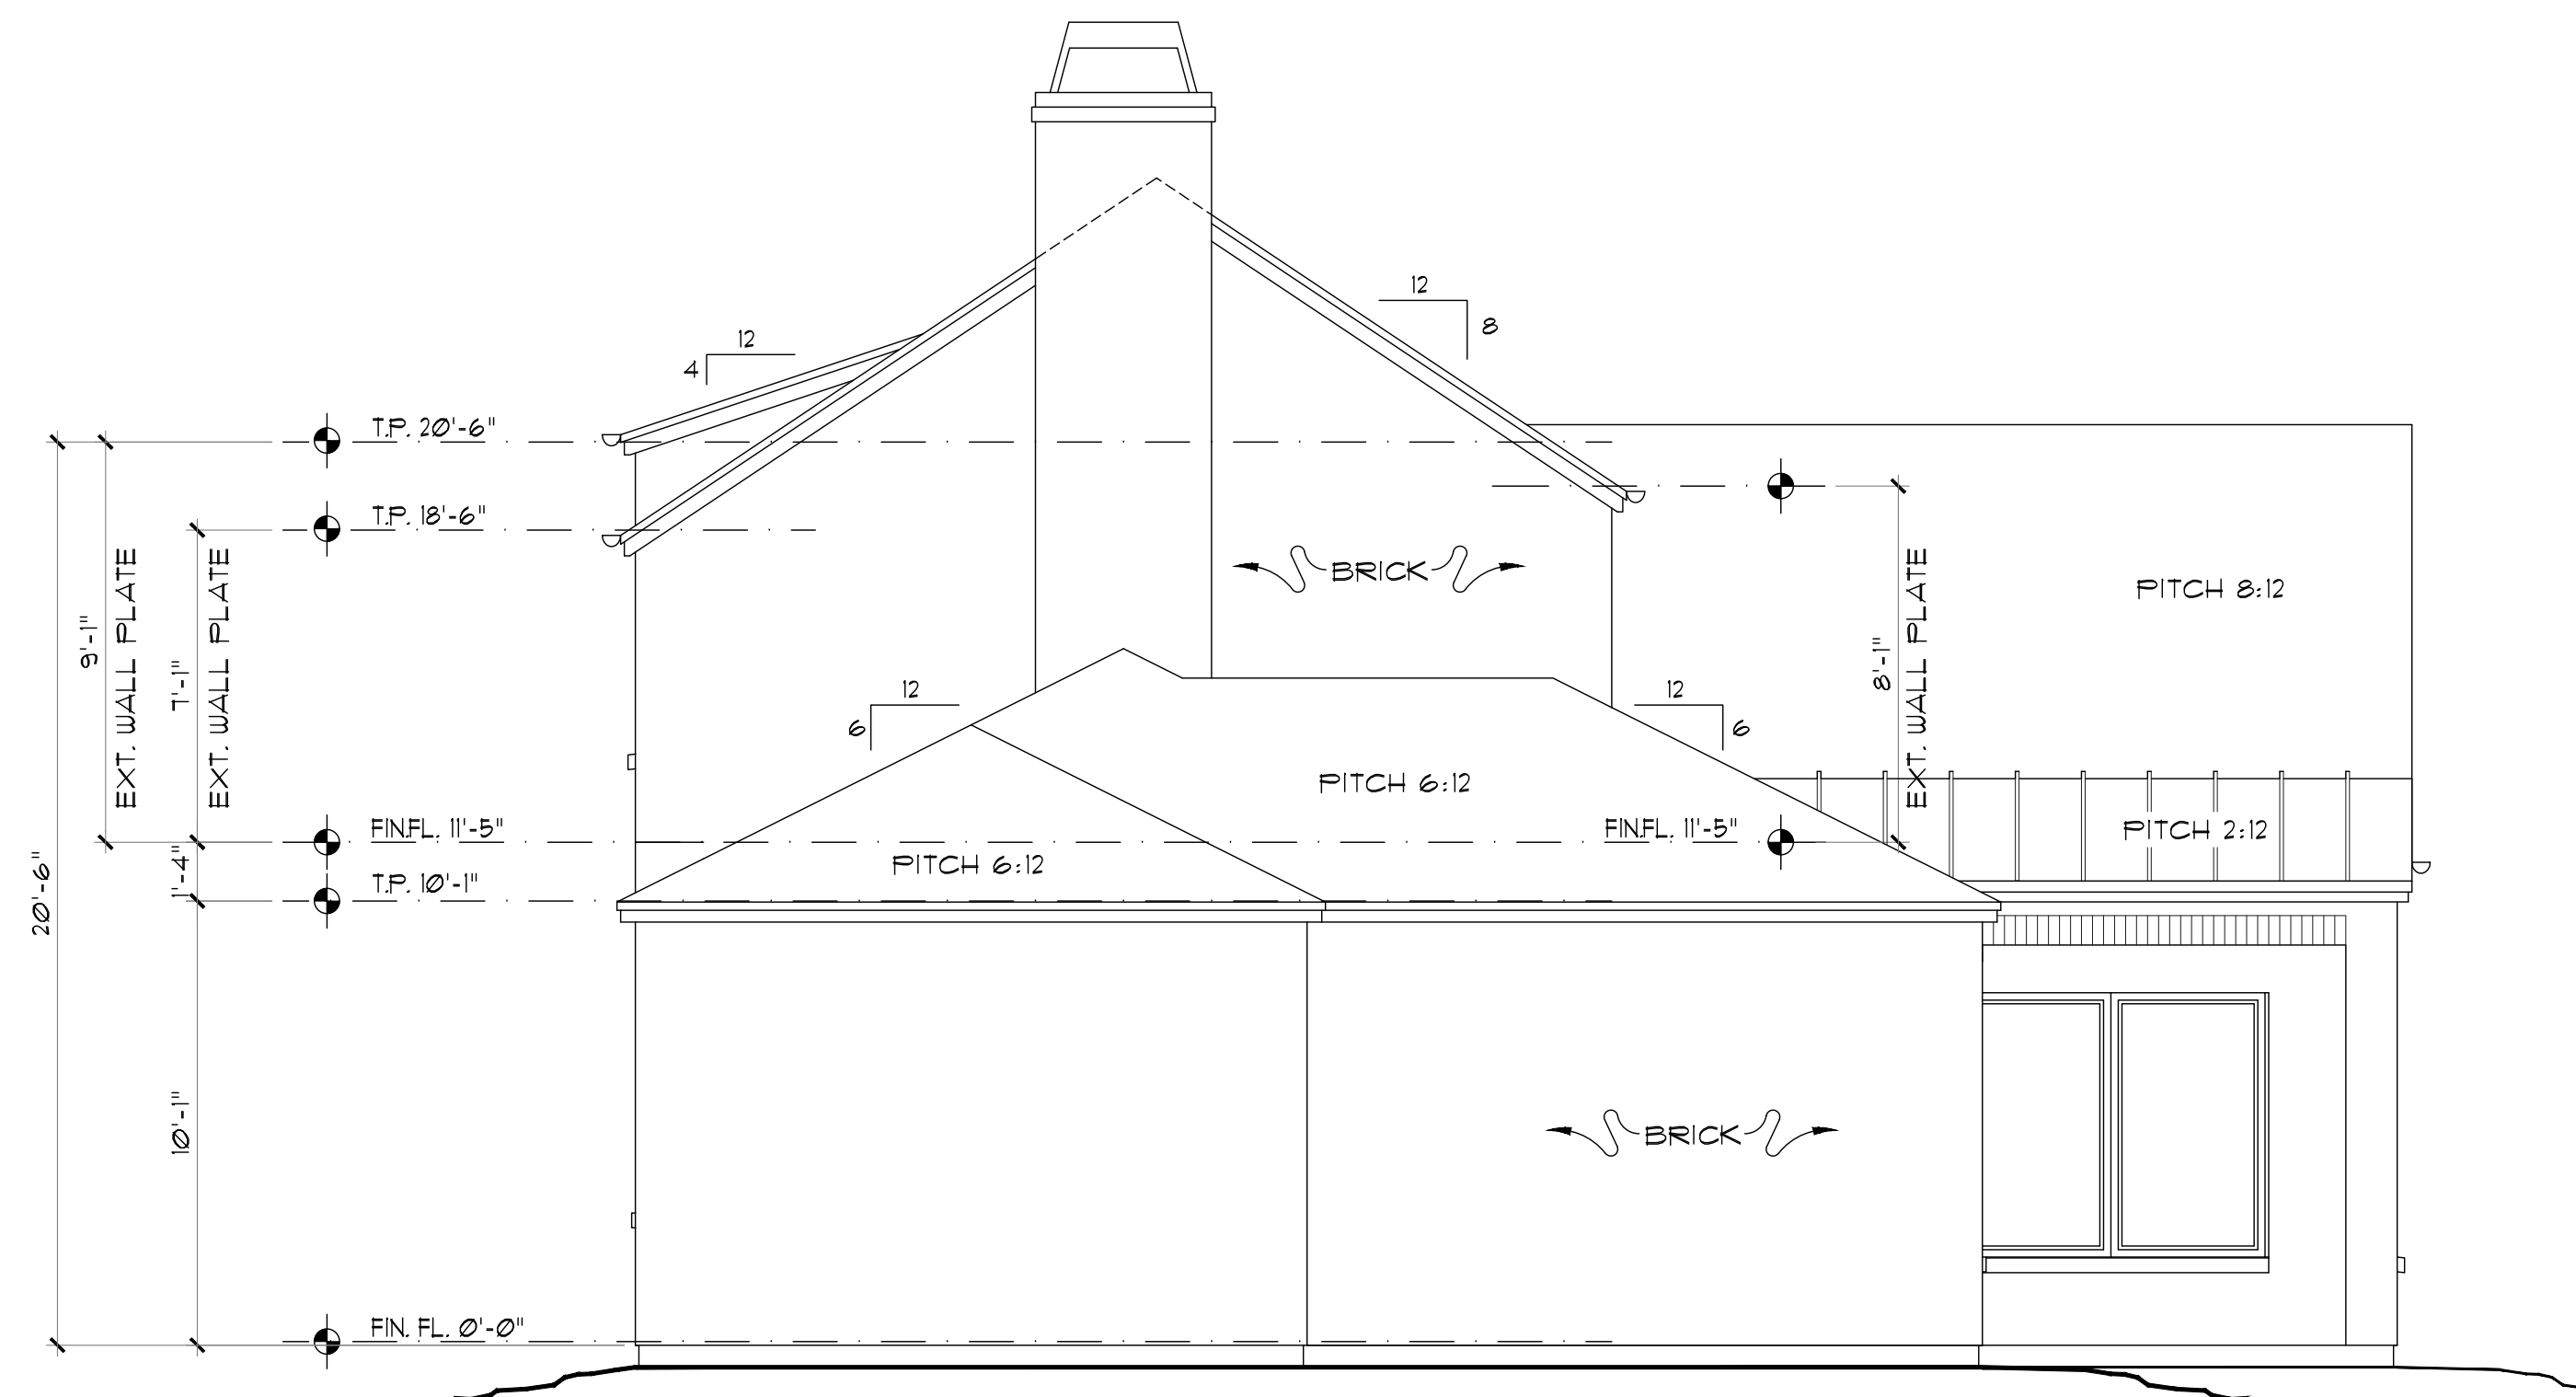 12
8
12
4
T.P. 20'-6"
T.P. 18'-6"
BRICK
PITCH 8:12
9'-1"
EXT. WALL PLATE
7'-1"
EXT. WALL PLATE
8'-1"
EXT. WALL PLATE
12
6
12
6
PITCH 6:12
FIN.FL. 11'-5"
FIN.FL. 11'-5"
PITCH 2:12
PITCH 6:12
1'-4"
T.P. 10'-1"
20'-6"
10'-1"
BRICK
FIN. FL. 0'-0"